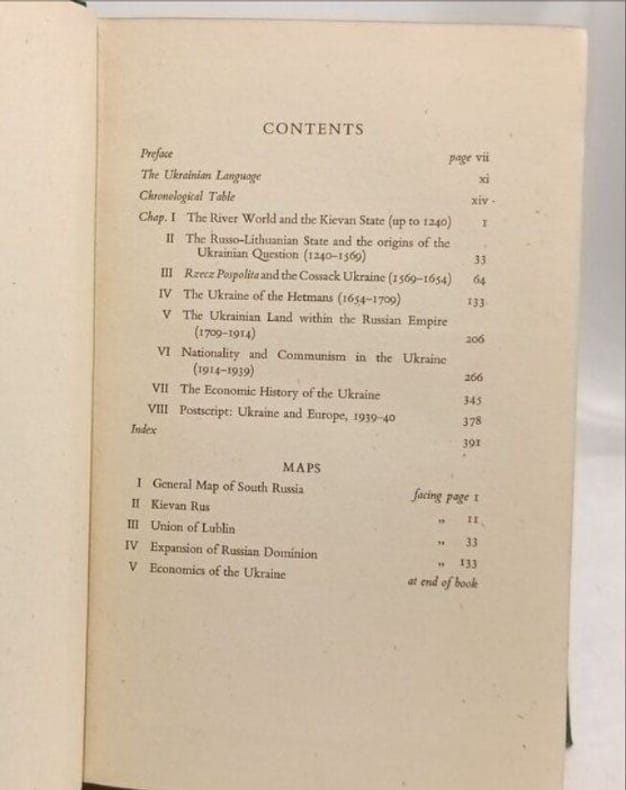 CONTENTS
Preface page vii
The Ukrainian Language xi
Chronological Table xiv
Chap. I The River World and the Kievan State (up to 1240) 1
II The Russo-Lithuanian State and the origins of the
Ukrainian Question (1240–1569) 33
III Rzecz Pospolita and the Cossack Ukraine (1569–1654) 64
IV The Ukraine of the Hetmans (1654–1709) 133
V The Ukrainian Land within the Russian Empire
(1709–1914) 206
VI Nationality and Communism in the Ukraine
(1914–1939) 266
VII The Economic History of the Ukraine 345
VIII Postscript: Ukraine and Europe, 1939–40 378
Index 391
MAPS
I General Map of South Russia facing page 1
II Kievan Rus „ 11
III Union of Lublin „ 33
IV Expansion of Russian Dominion „ 133
V Economics of the Ukraine at end of book